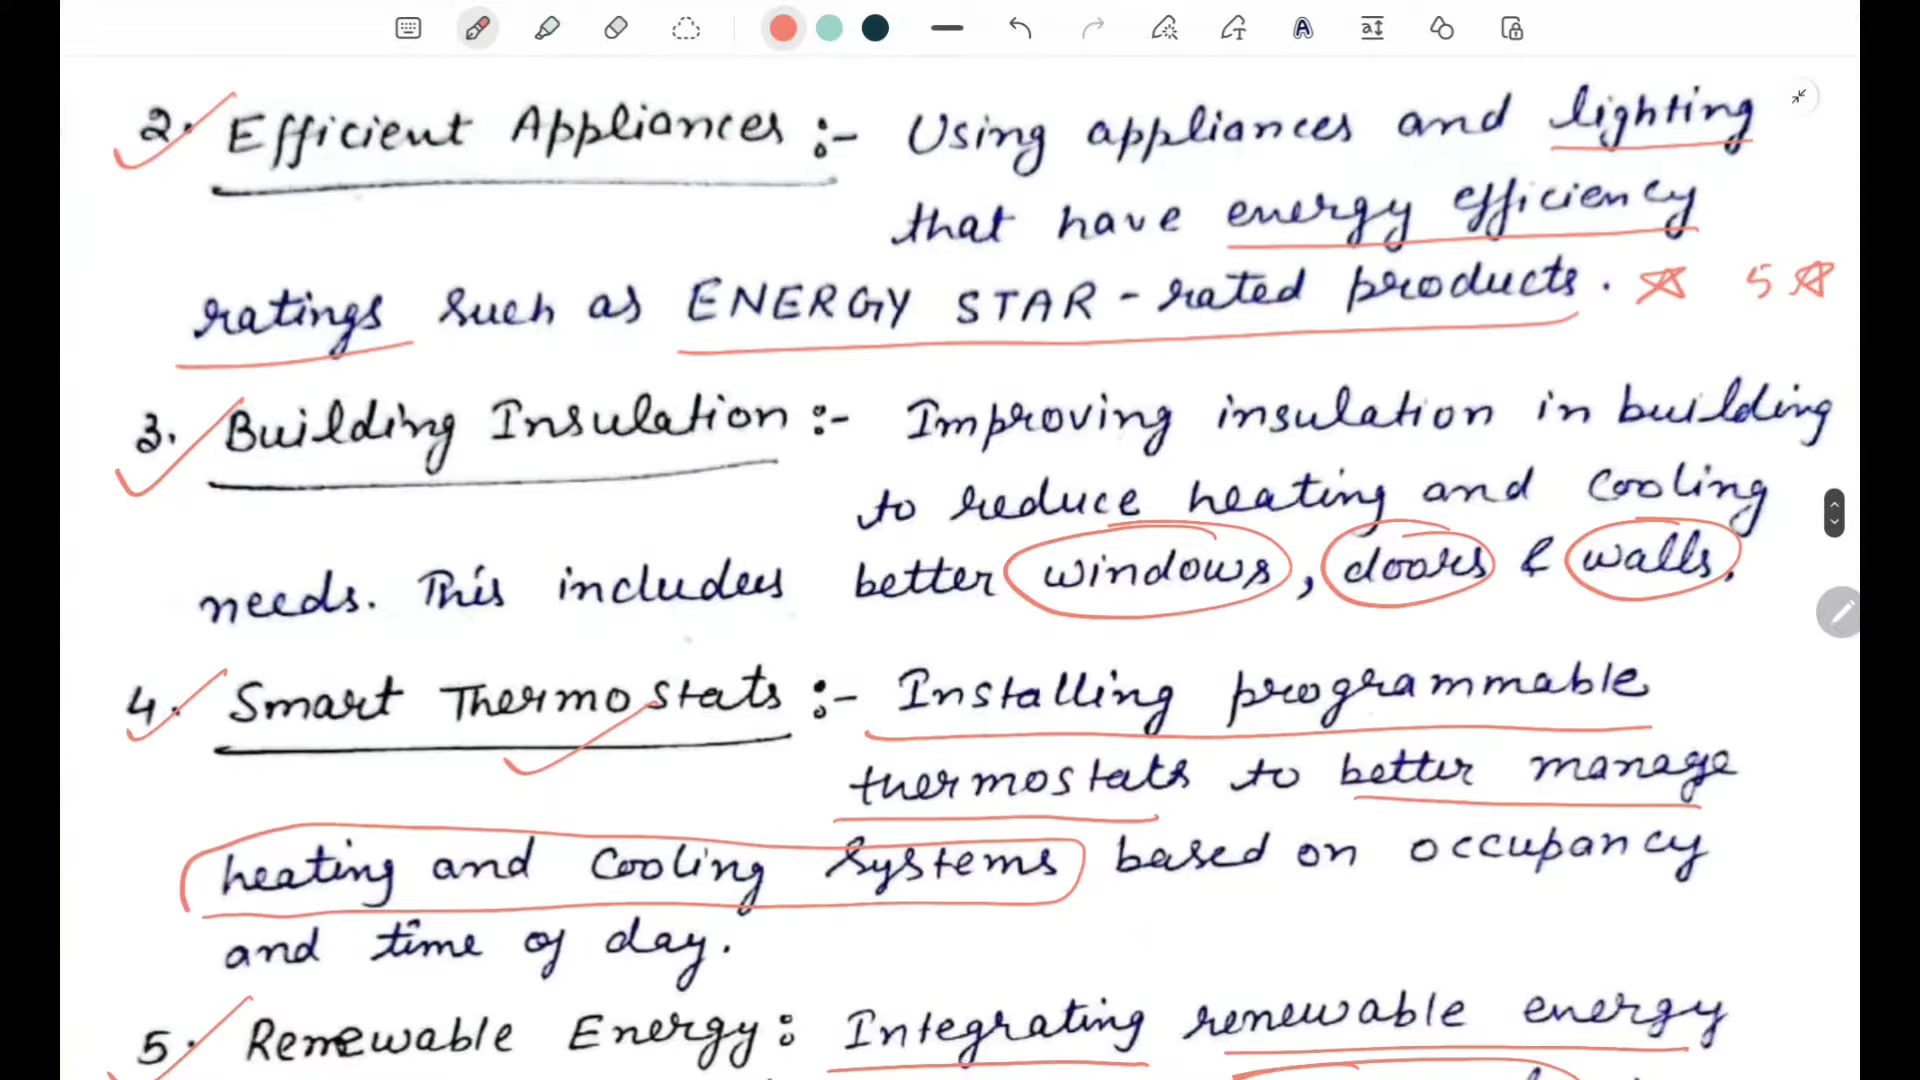 2. Efficient Appliances :- Using appliances and lighting
that have energy efficiency
ratings such as ENERGY STAR-rated products. ☆ 5☆
3. Building Insulation :- Improving insulation in building
to reduce heating and cooling
needs. This includes better windows, doors & walls.
4. Smart Thermostats :- Installing programmable
thermostats to better manage
heating and cooling systems based on occupancy
and time of day.
5. Renewable Energy: Integrating renewable energy